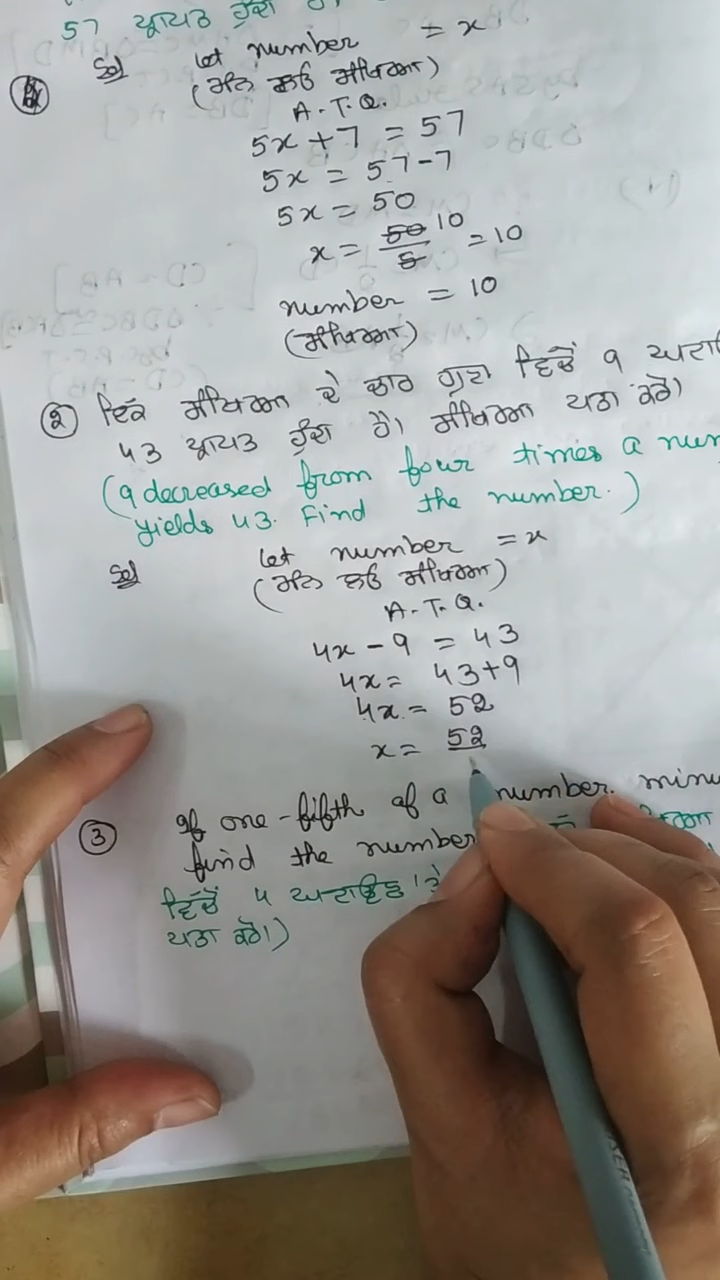 57 ਪ੍ਰਾਪਤ ਹੁੰਦਾ
Sol let number = x
(ਮੰਨ ਲਓ ਸੰਖਿਆ)
A.T.Q.
5x + 7 = 57
5x = 57-7
5x = 50
x = 50/5 10 = 10
number = 10
(ਸੰਖਿਆ)
② ਇੱਕ ਸੰਖਿਆ ਦੇ ਚਾਰ ਗੁਣਾ ਵਿੱਚੋਂ 9
43 ਪ੍ਰਾਪਤ ਹੁੰਦਾ ਹੈ। ਸੰਖਿਆ ਪਤਾ ਕਰੋ।
(9 decreased from four times a num
yields 43. Find the number.)
Sol let number = x
(ਮੰਨ ਲਓ ਸੰਖਿਆ)
A.T.Q.
4x - 9 = 43
4x = 43+9
4x = 52
x = 52
③ If one-fifth of a number minu
find the number
ਵਿੱਚੋਂ 4
ਪਤਾ ਕਰੋ।)